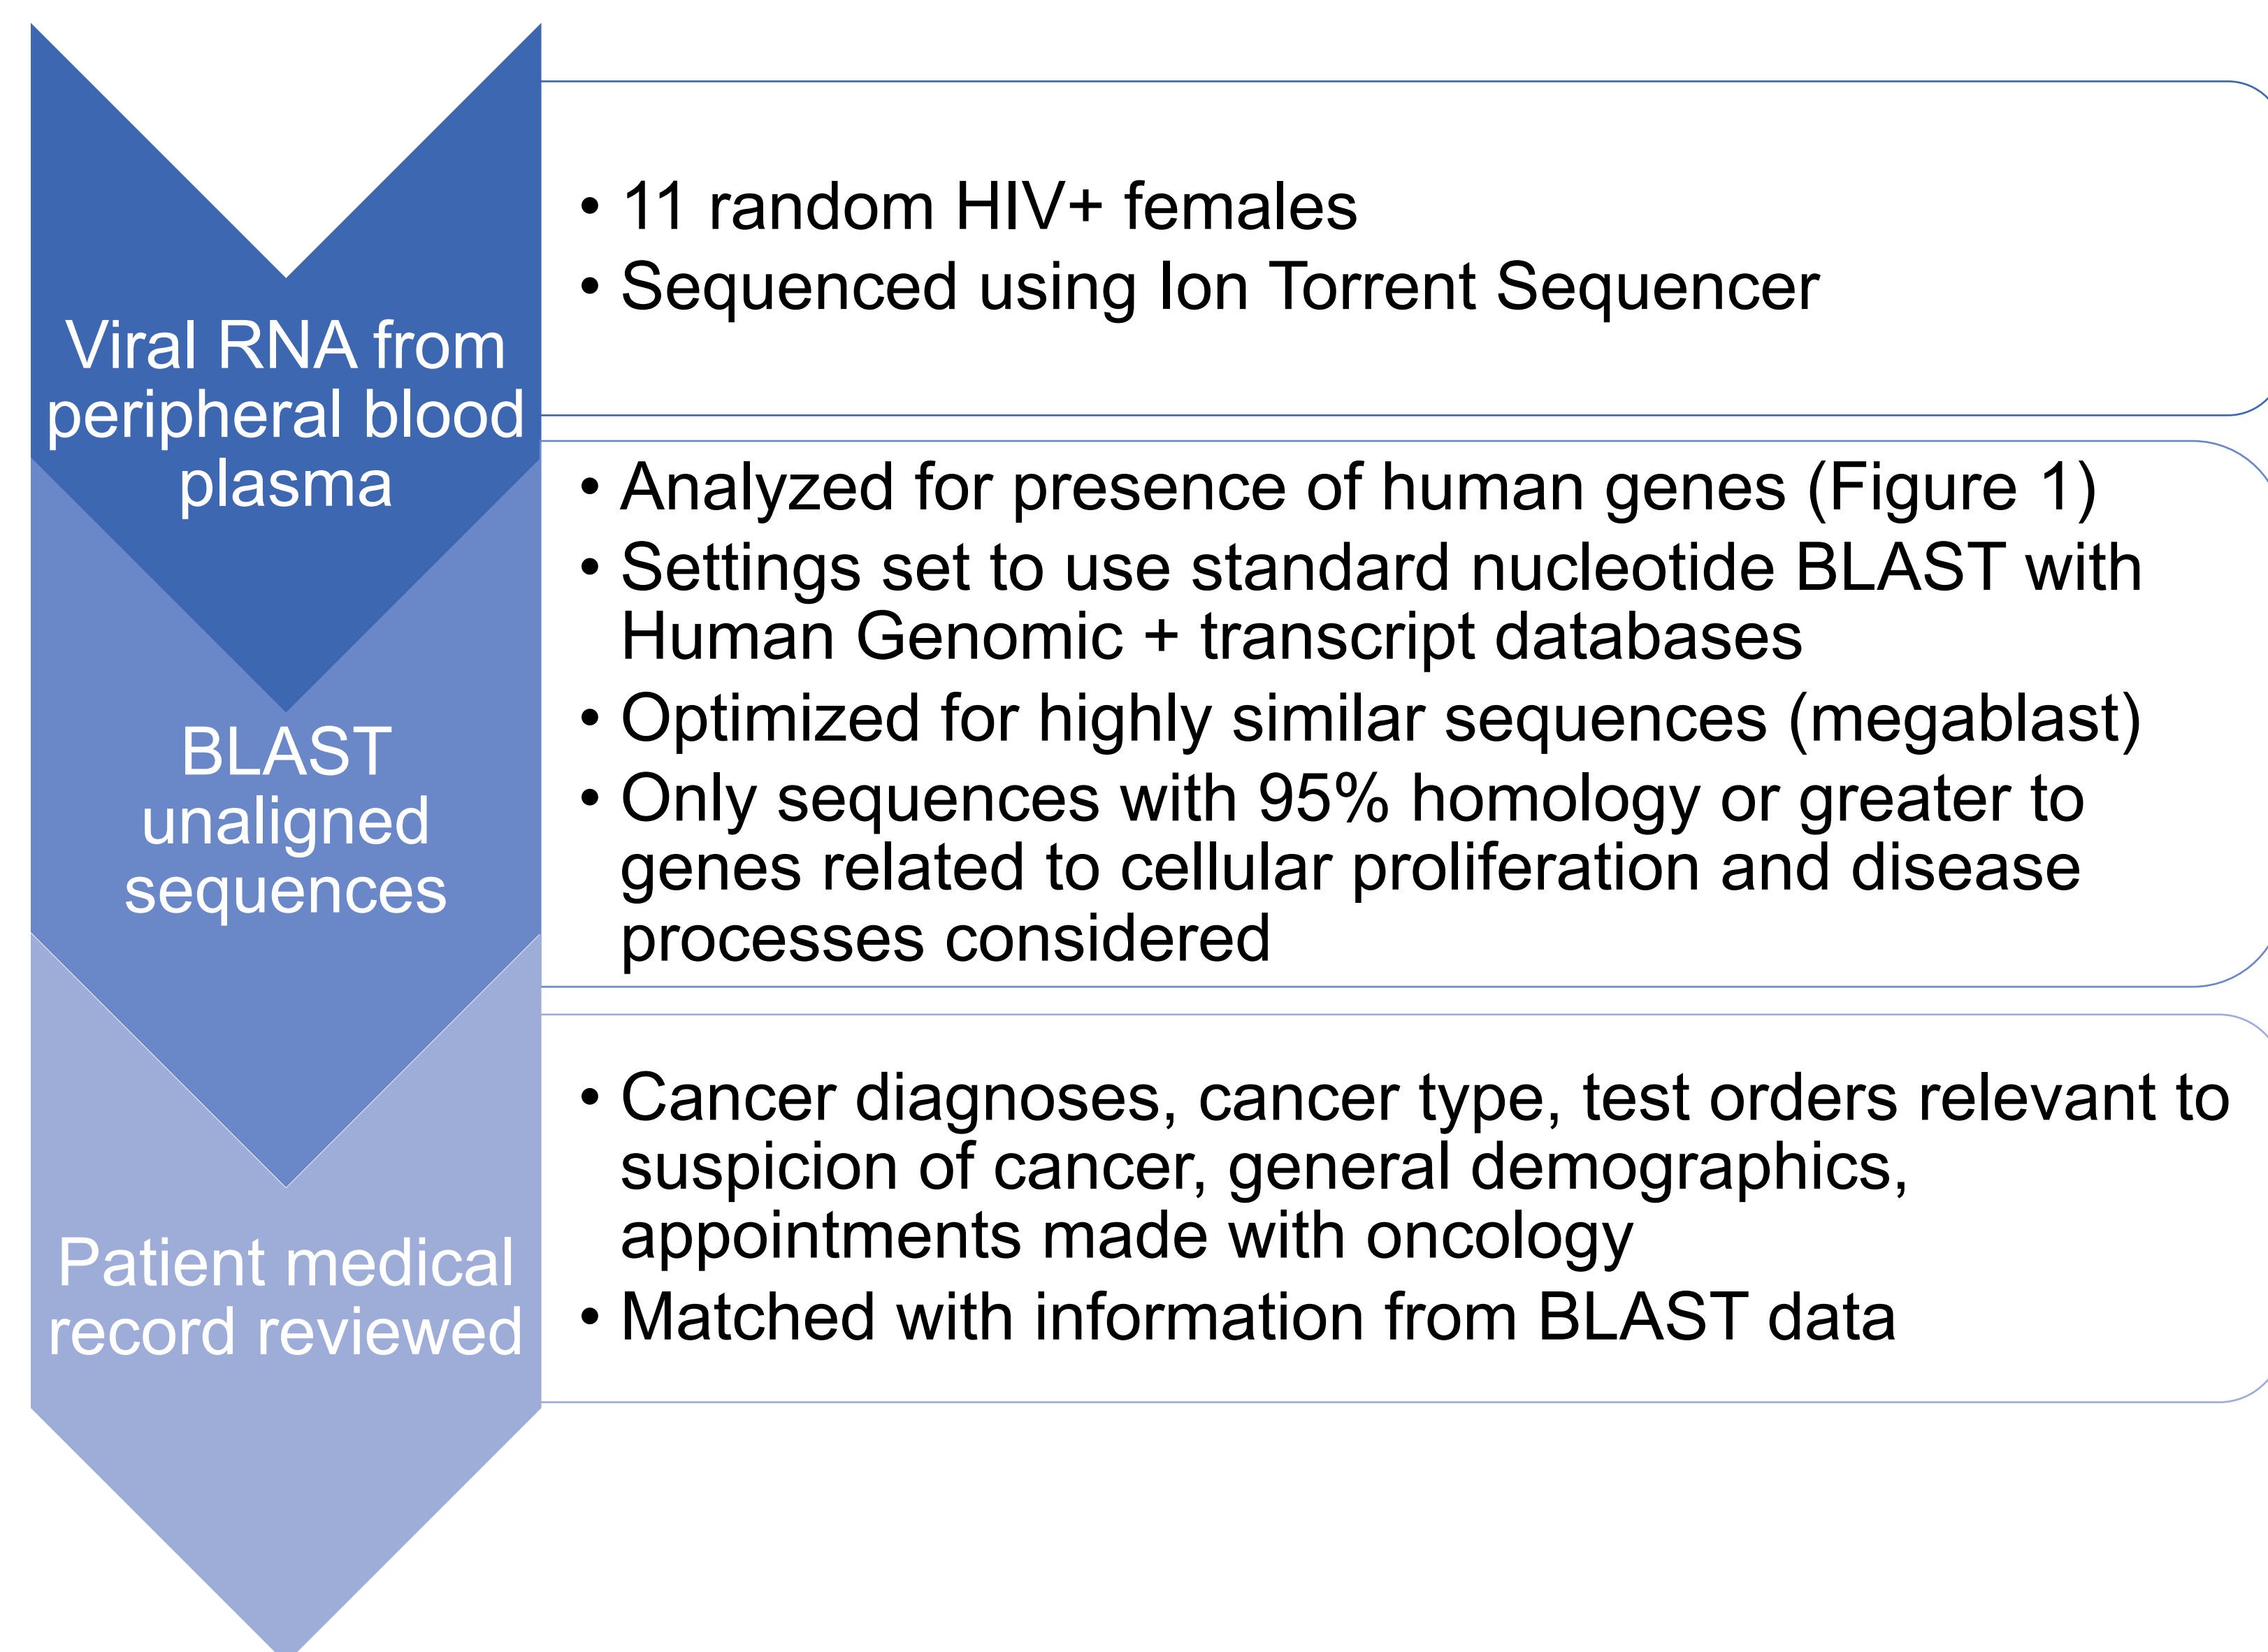 Viral RNA from
peripheral blood
plasma
• 11 random HIV+ females
• Sequenced using Ion Torrent Sequencer
BLAST
unaligned
sequences
• Analyzed for presence of human genes (Figure 1)
• Settings set to use standard nucleotide BLAST with
Human Genomic + transcript databases
• Optimized for highly similar sequences (megablast)
• Only sequences with 95% homology or greater to
genes related to cellular proliferation and disease
processes considered
Patient medical
record reviewed
• Cancer diagnoses, cancer type, test orders relevant to
suspicion of cancer, general demographics,
appointments made with oncology
• Matched with information from BLAST data